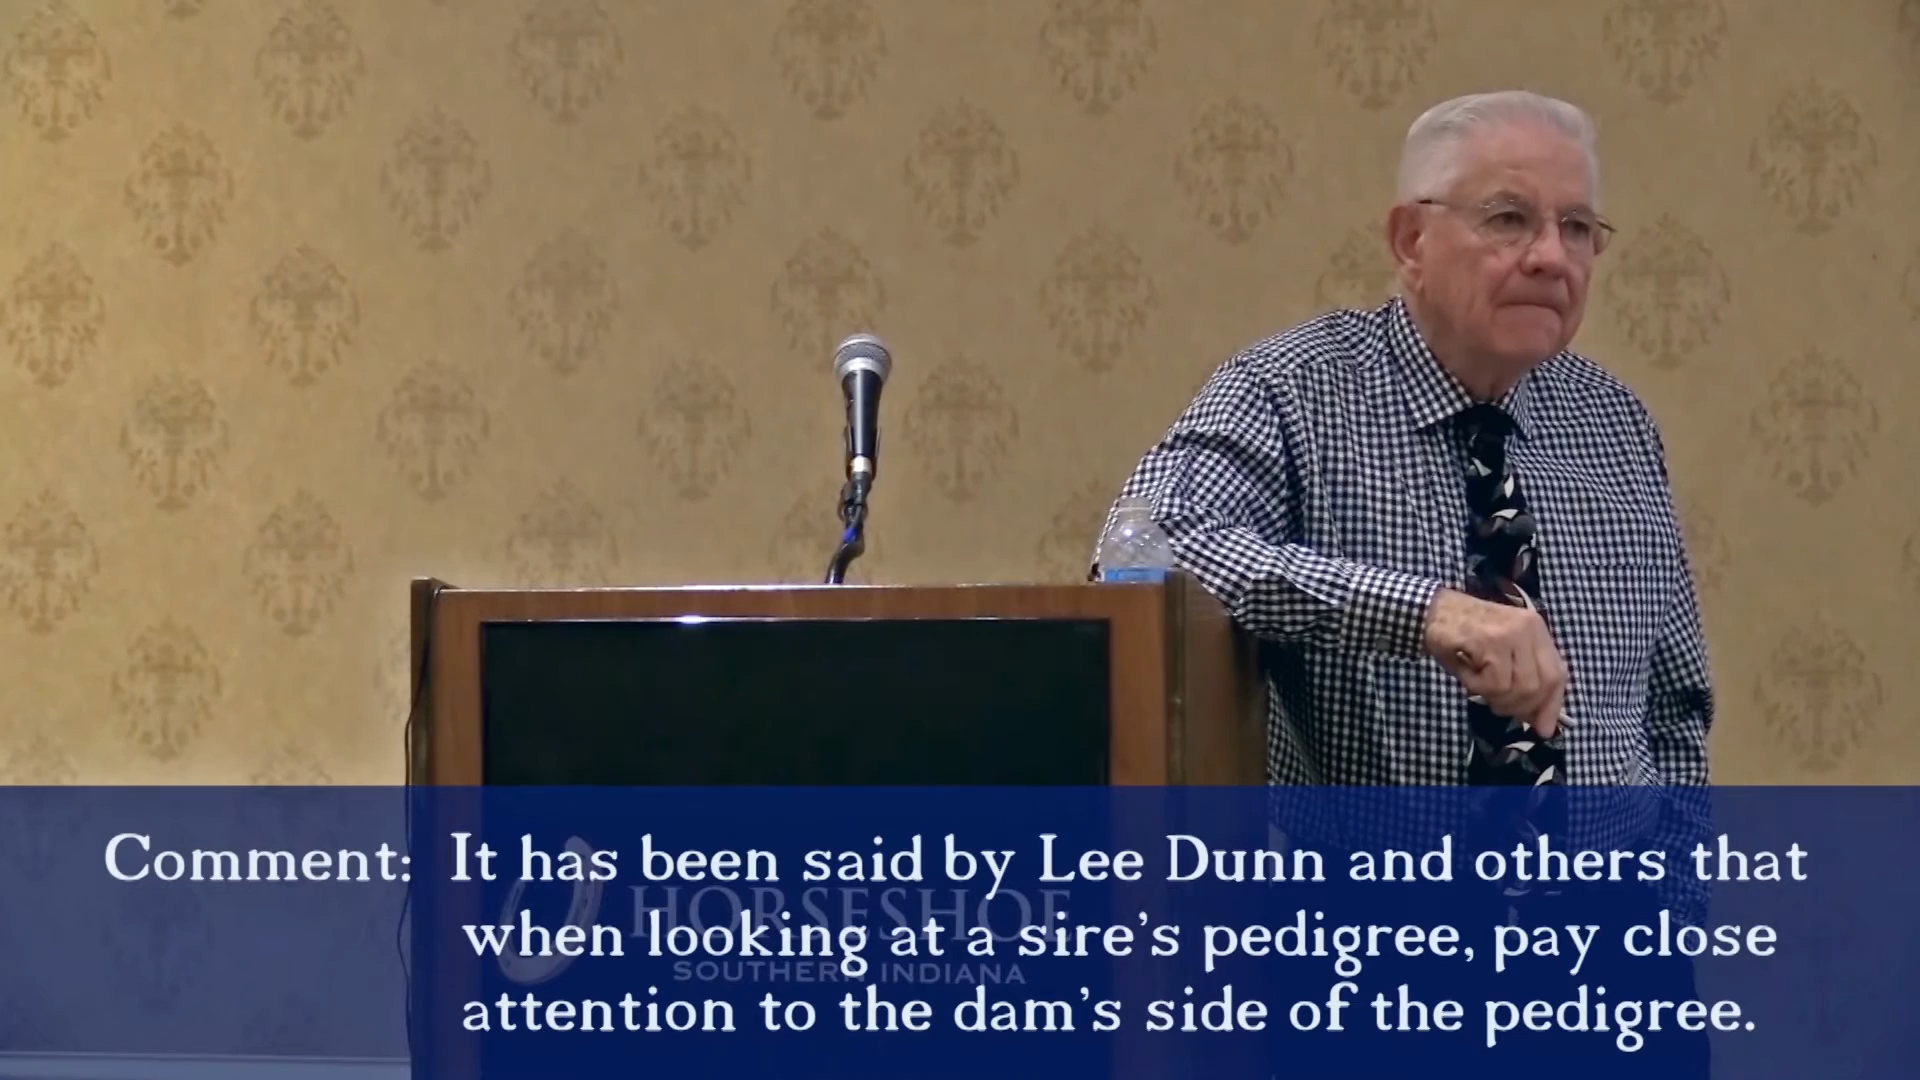 Comment: It has been said by Lee Dunn and others that
when looking at a sire's pedigree, pay close
attention to the dam's side of the pedigree.
HORSESHOE
SOUTHERN INDIANA